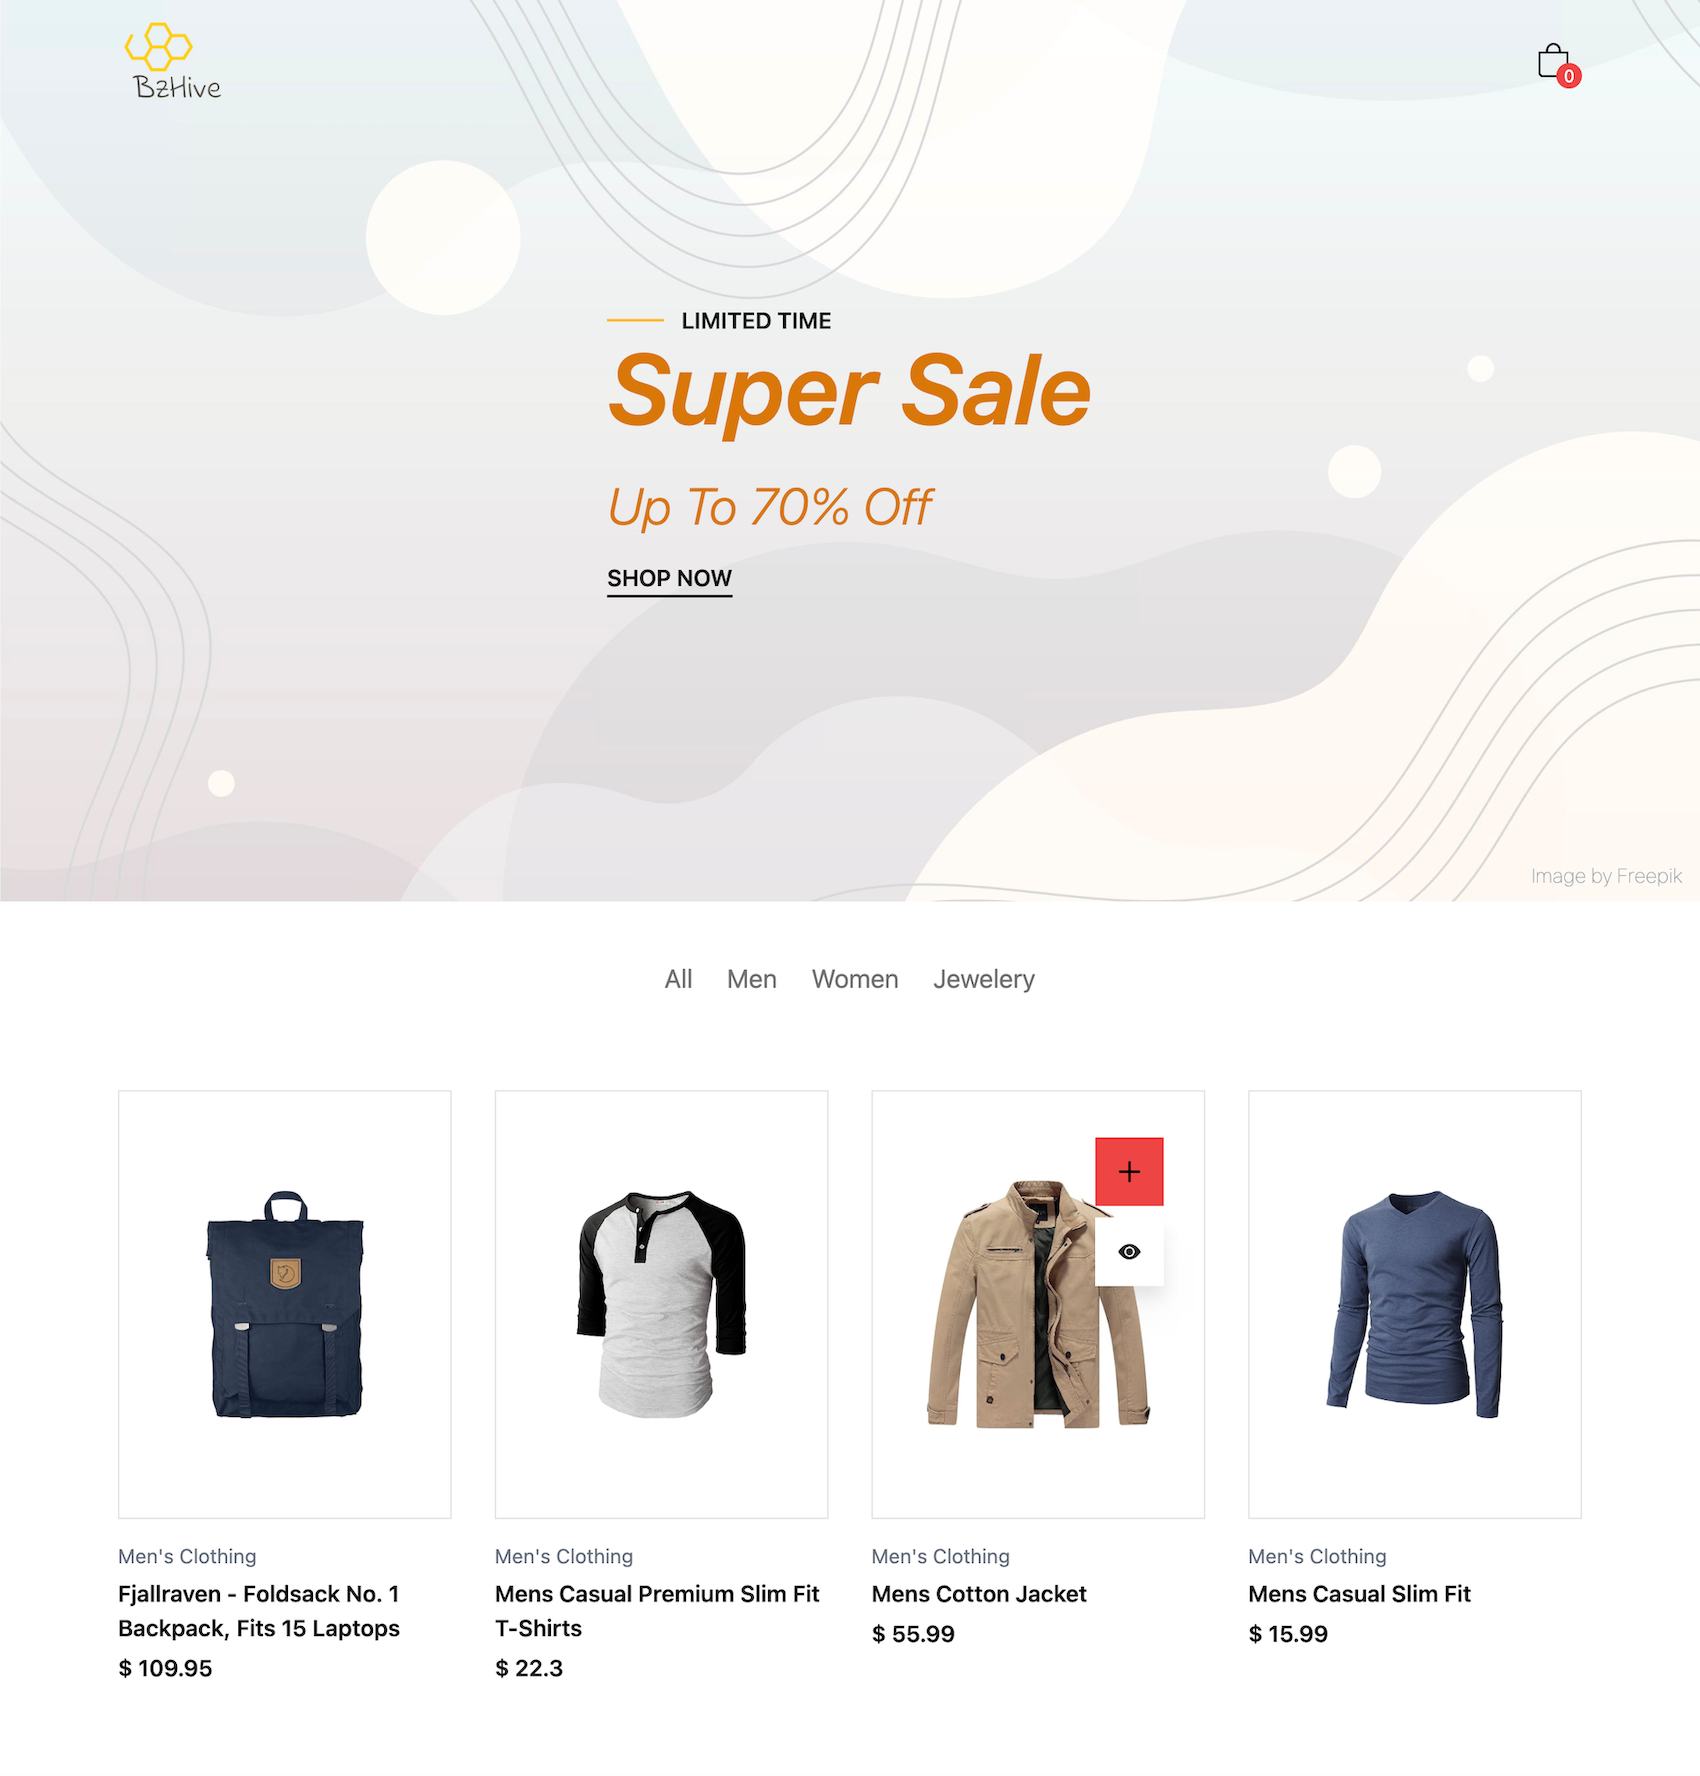 BzHive
0
LIMITED TIME
Super Sale
Up To 70% Off
SHOP NOW
Image by Freepik
All Men Women Jewelery
Men's Clothing
Fjallraven - Foldsack No. 1
Backpack, Fits 15 Laptops
$ 109.95
Men's Clothing
Mens Casual Premium Slim Fit
T-Shirts
$ 22.3
Men's Clothing
Mens Cotton Jacket
$ 55.99
Men's Clothing
Mens Casual Slim Fit
$ 15.99